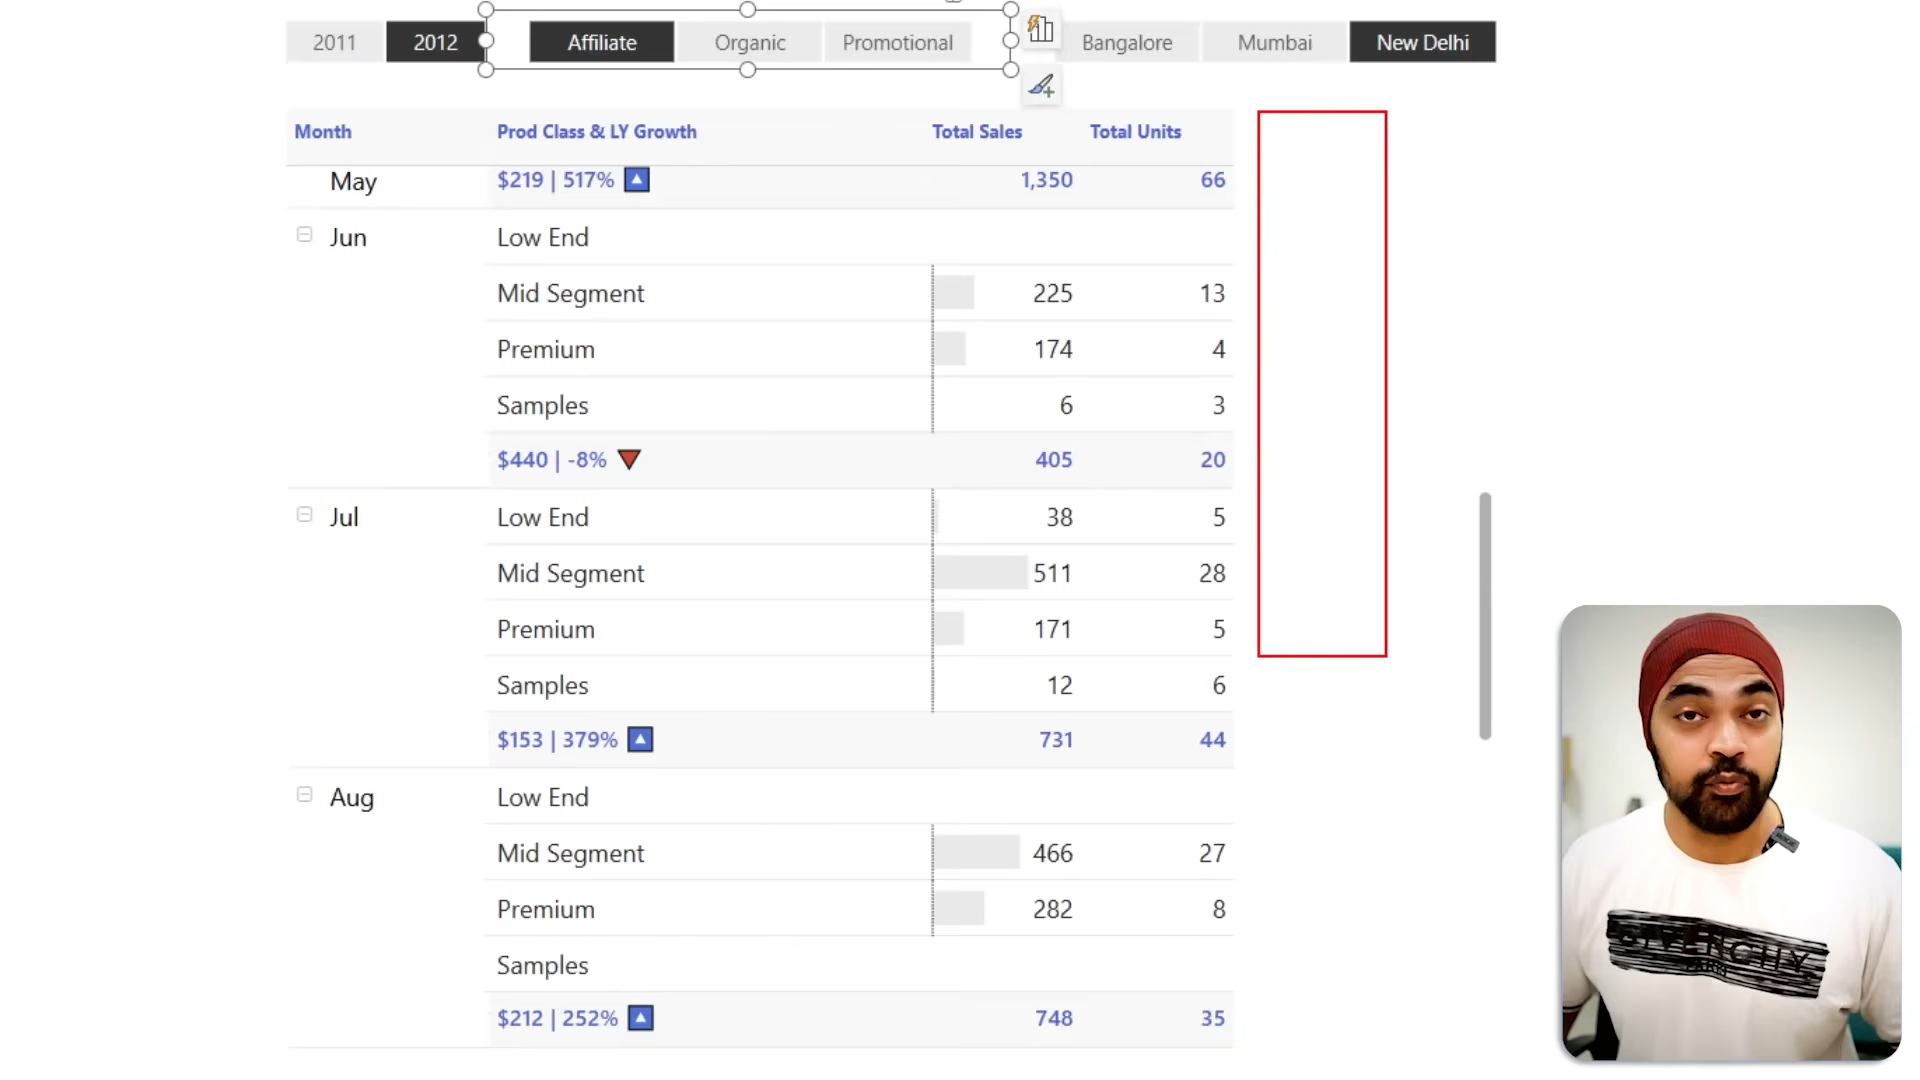 2011 2012 Affiliate Organic Promotional Bangalore Mumbai New Delhi
Month Prod Class & LY Growth Total Sales Total Units
May $219 | 517% 1,350 66
Jun Low End
Mid Segment 225 13
Premium 174 4
Samples 6 3
$440 | -8% 405 20
Jul Low End 38 5
Mid Segment 511 28
Premium 171 5
Samples 12 6
$153 | 379% 731 44
Aug Low End
Mid Segment 466 27
Premium 282 8
Samples
$212 | 252% 748 35
GIVENCHY